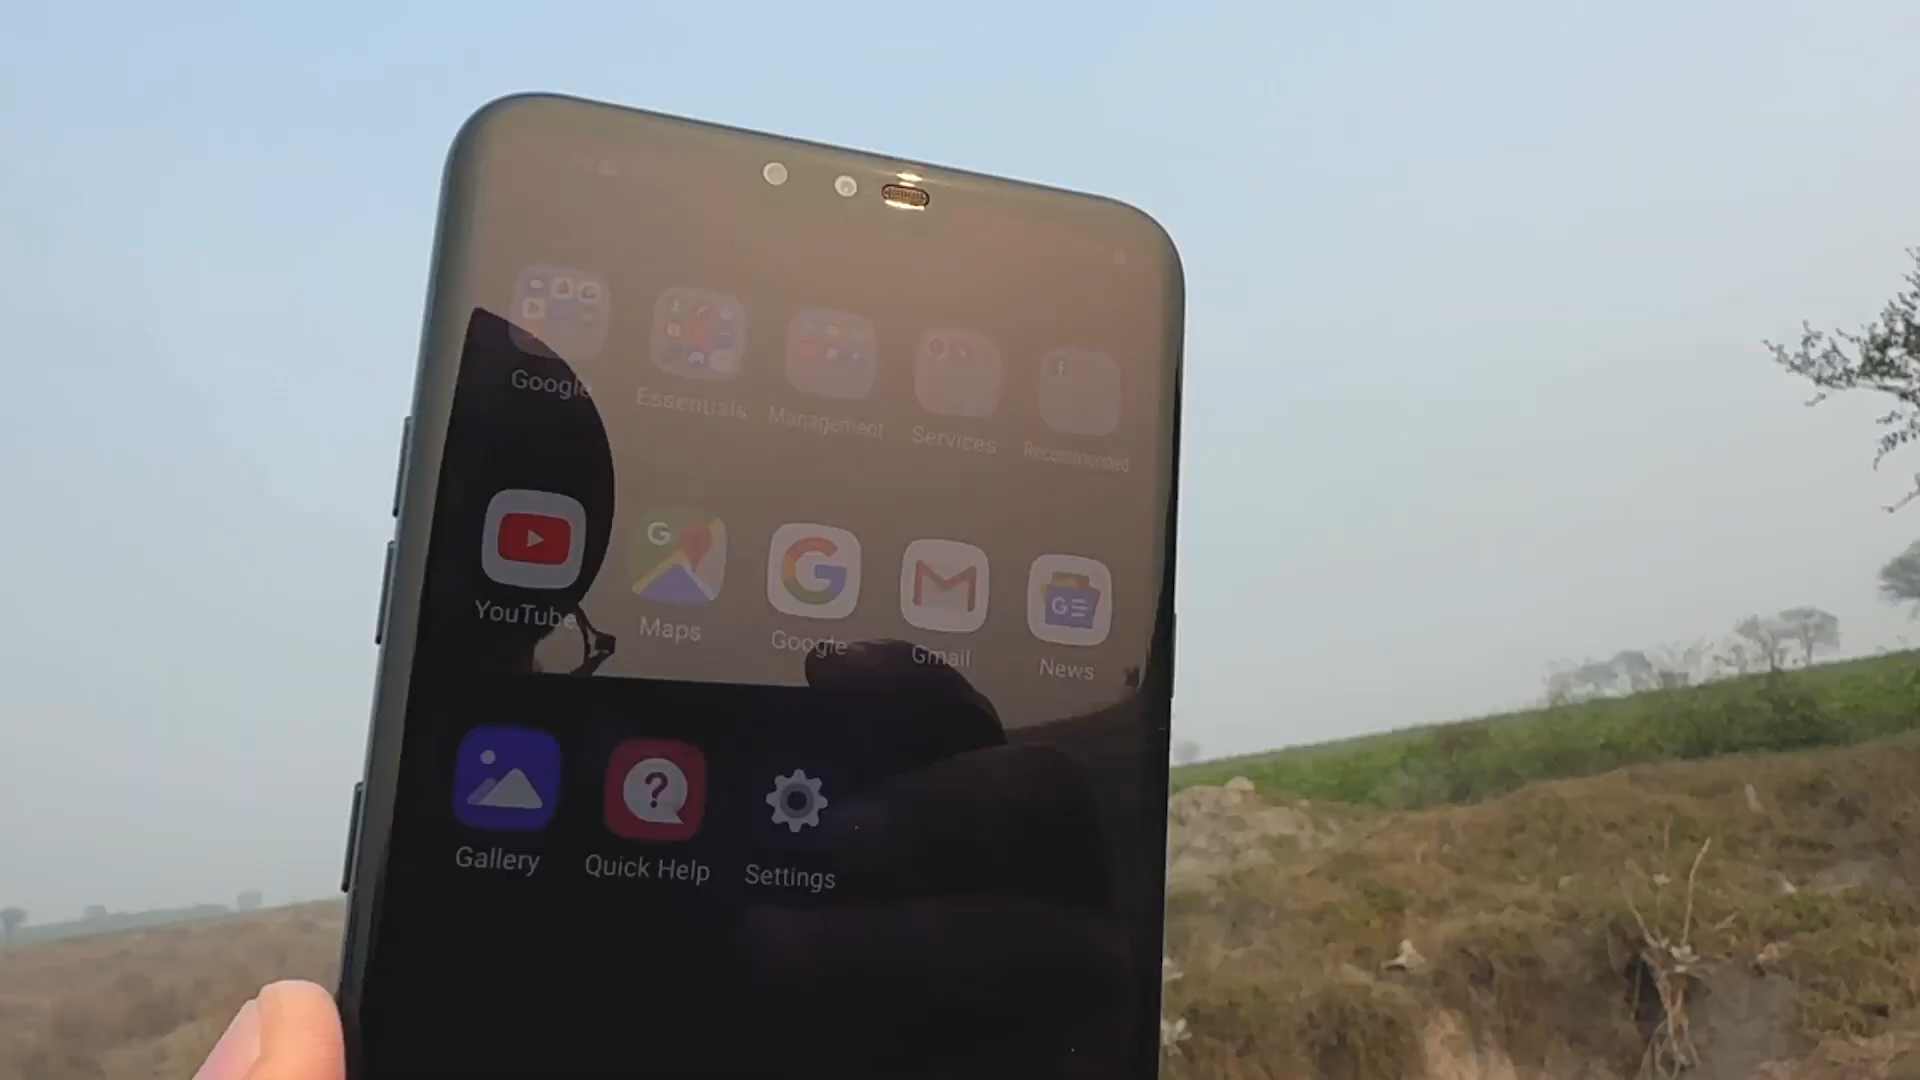 Google
Essentials
Management
Services
Recommended
YouTube
G
Maps
Google
Gmail
G
News
?
Gallery
Quick Help
Settings